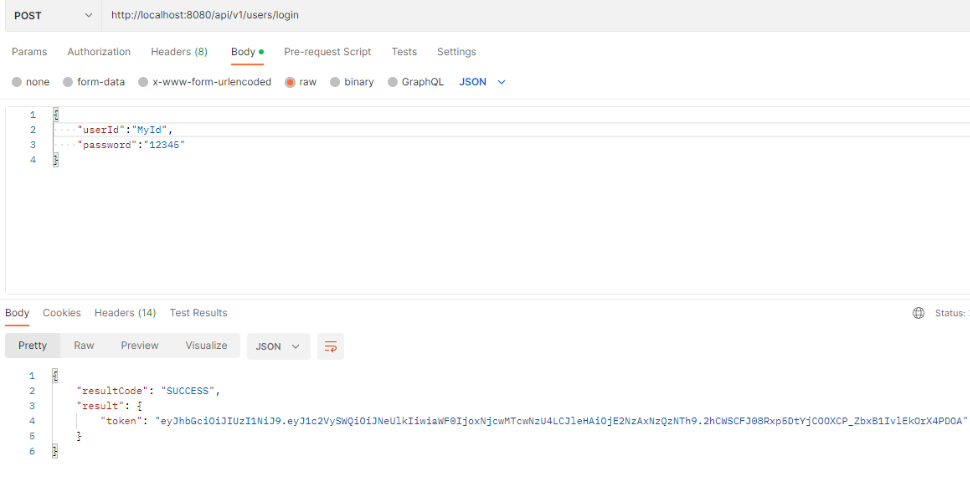 POST http://localhost:8080/api/v1/users/login
Params Authorization Headers (8) Body Pre-request Script Tests Settings
none form-data x-www-form-urlencoded raw binary GraphQL JSON
1 {
2 "userId":"MyId",
3 "password":"12345"
4 }
Body Cookies Headers (14) Test Results Status:
Pretty Raw Preview Visualize JSON
1 {
2 "resultCode": "SUCCESS",
3 "result": {
4 "token": "eyJhbGciOiJIUzI1NiJ9.eyJ1c2VySWQiOiJNeUlkIiwiaWF0IjoxNjcwMTcwNzU4LCJleHAiOjE2NzAxNzQzNTh9.2hCWSCFJ08Rxp5DtYjCOOXCP_ZbxB1IvlEkOrX4PDOA"
5 }
6 }